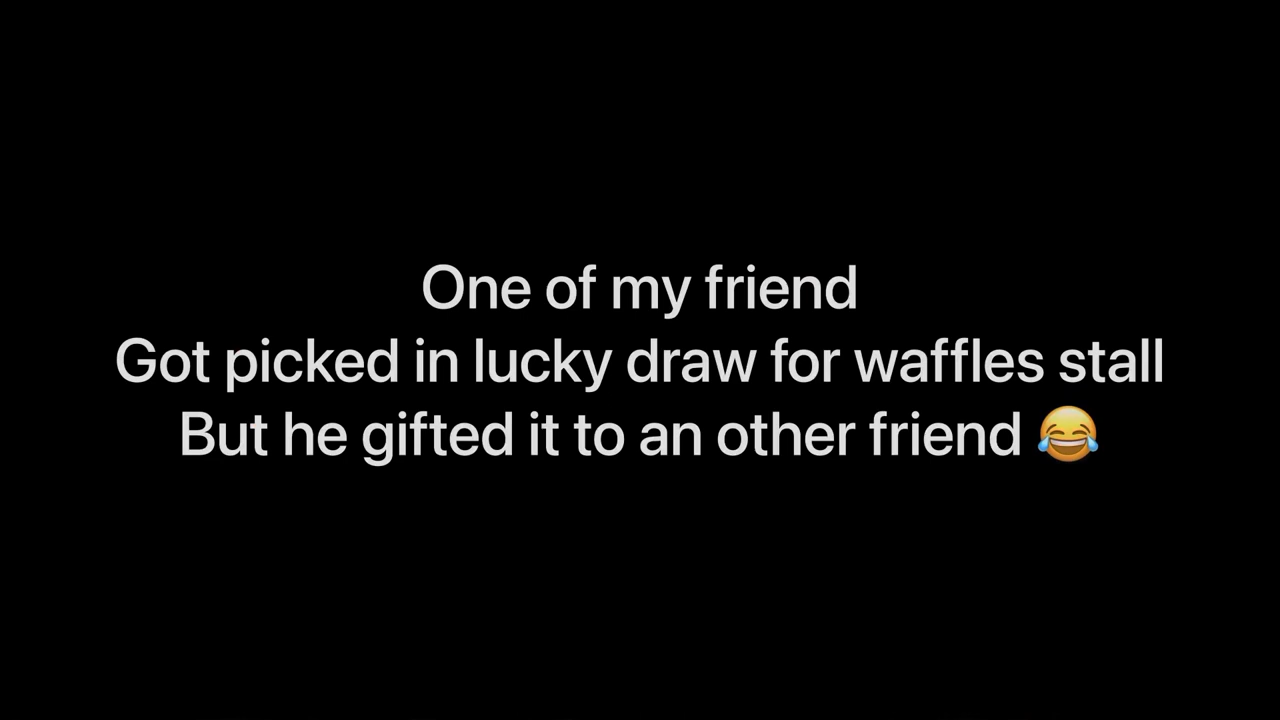 One of my friend
Got picked in lucky draw for waffles stall
But he gifted it to an other friend 😂